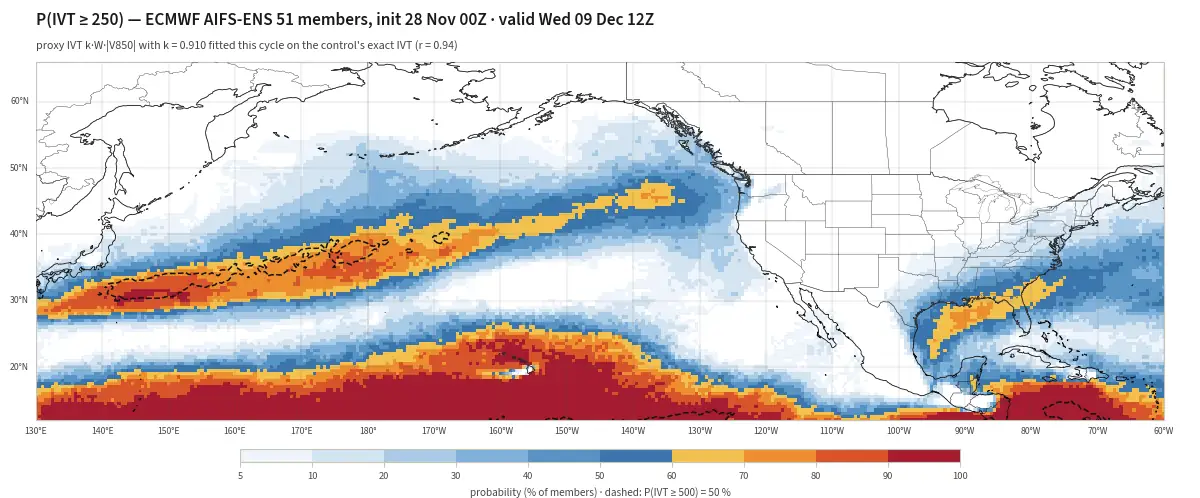 P(IVT ≥ 250) — ECMWF AIFS-ENS 51 members, init 28 Nov 00Z · valid Wed 09 Dec 12Z
proxy IVT k·W·|V850| with k = 0.910 fitted this cycle on the control's exact IVT (r = 0.94)
60°N
50°N
40°N
30°N
20°N
130°E 140°E 150°E 160°E 170°E 180° 170°W 160°W 150°W 140°W 130°W 120°W 110°W 100°W 90°W 80°W 70°W 60°W
5 10 20 30 40 50 60 70 80 90 100
probability (% of members) · dashed: P(IVT ≥ 500) = 50 %